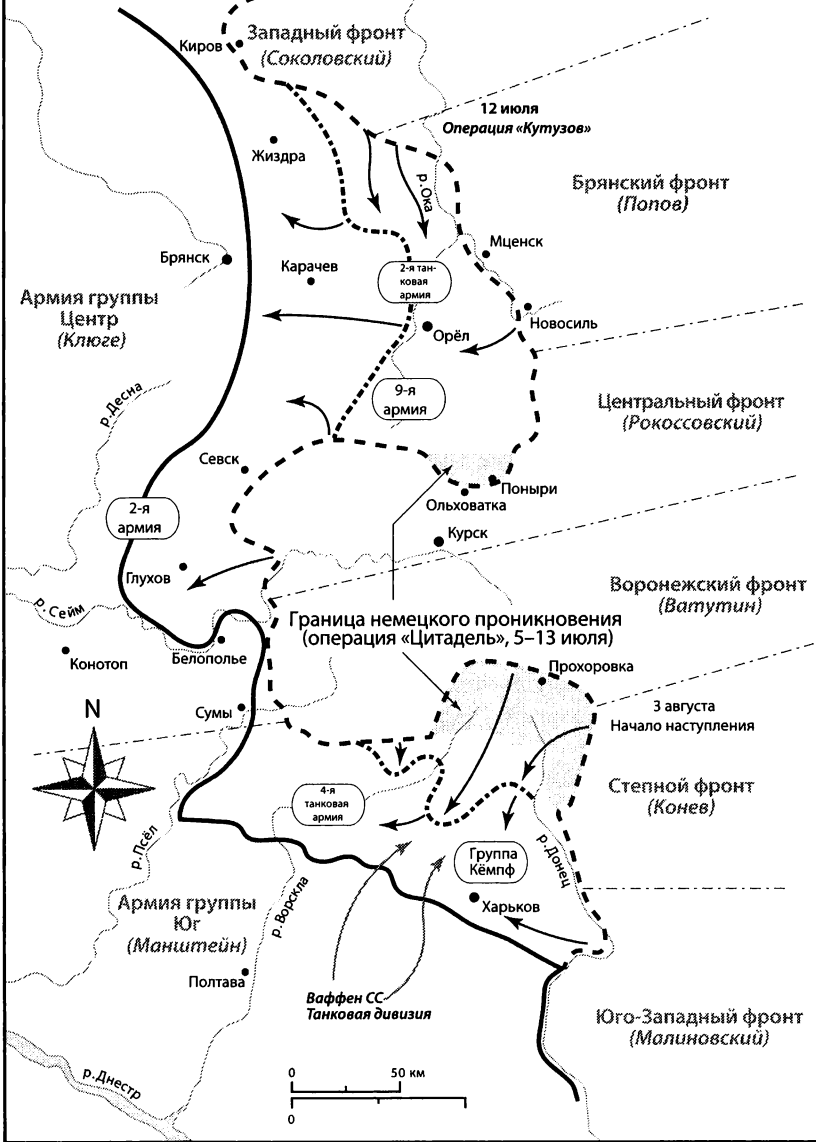 Западный фронт
(Соколовский)
Киров
12 июля
Операция «Кутузов»
Жиздра
р. Ока
Брянский фронт
(Попов)
Мценск
Брянск
Карачев
2-я тан-
ковая
армия
Армия группы
Центр
(Клюге)
Новосиль
Орёл
р. Десна
9-я
армия
Центральный фронт
(Рокоссовский)
Севск
Поныри
Ольховатка
2-я
армия
Курск
Глухов
Воронежский фронт
(Ватутин)
р. Сейм
Граница немецкого проникновения
(операция «Цитадель», 5–13 июля)
Белополье
Конотоп
Прохоровка
N
Сумы
3 августа
Начало наступления
Степной фронт
(Конев)
4-я
танковая
армия
р. Псёл
р. Донец
Группа
Кёмпф
р. Ворскла
Харьков
Армия группы
Юг
(Манштейн)
Полтава
Ваффен СС
Танковая дивизия
Юго-Западный фронт
(Малиновский)
р. Днестр
0 50 км
0